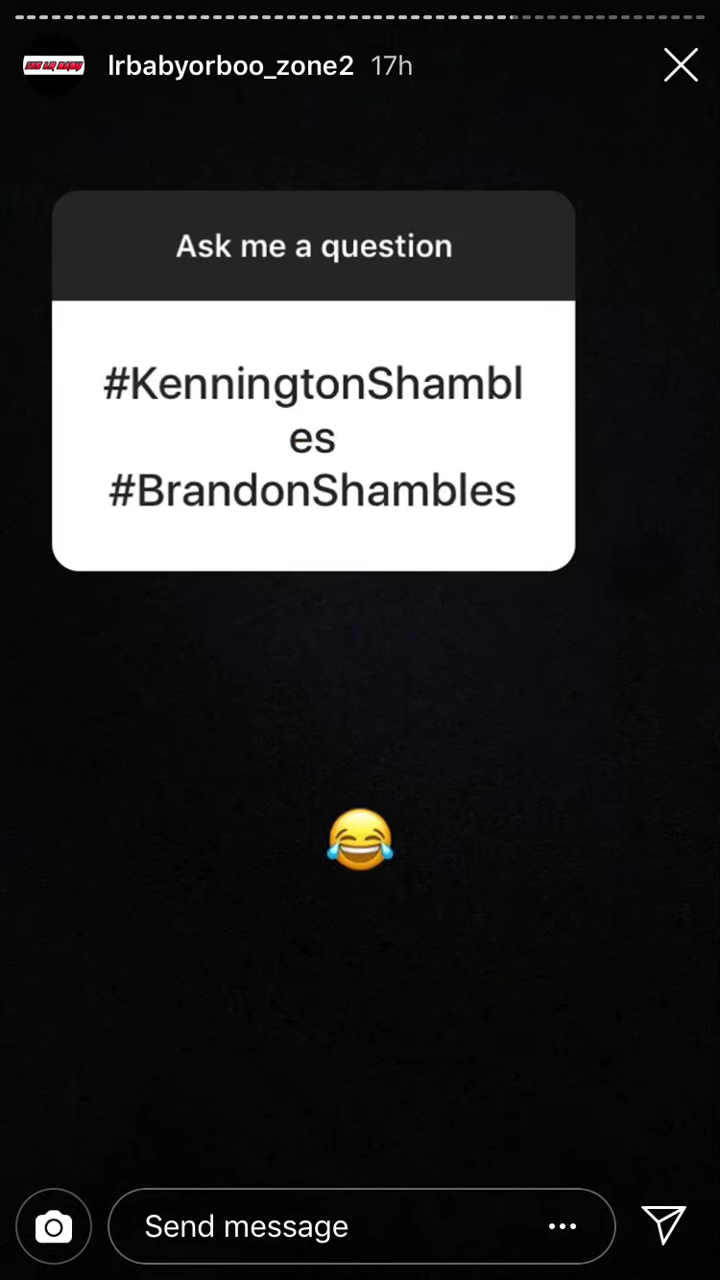 lrbabyorboo_zone2 17h
Ask me a question
#KenningtonShambl
es
#BrandonShambles
Send message